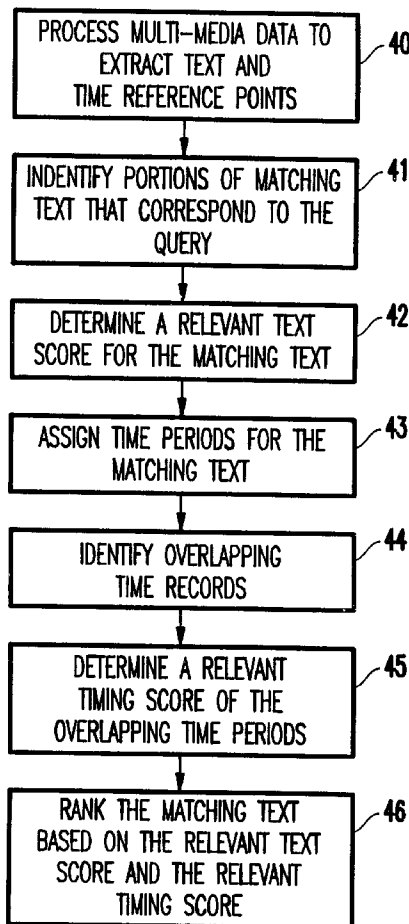 PROCESS MULTI-MEDIA DATA TO
EXTRACT TEXT AND
TIME REFERENCE POINTS
40
INDENTIFY PORTIONS OF MATCHING
TEXT THAT CORRESPOND TO THE
QUERY
41
DETERMINE A RELEVANT TEXT
SCORE FOR THE MATCHING TEXT
42
ASSIGN TIME PERIODS FOR THE
MATCHING TEXT
43
IDENTIFY OVERLAPPING
TIME RECORDS
44
DETERMINE A RELEVANT
TIMING SCORE OF THE
OVERLAPPING TIME PERIODS
45
RANK THE MATCHING TEXT
BASED ON THE RELEVANT TEXT
SCORE AND THE RELEVANT
TIMING SCORE
46